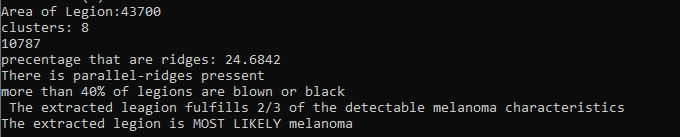 Area of Legion:43700
clusters: 8
10787
precentage that are ridges: 24.6842
There is parallel-ridges pressent
more than 40% of legions are blown or black
 The extracted leagion fulfills 2/3 of the detectable melanoma characteristics
The extracted legion is MOST LIKELY melanoma